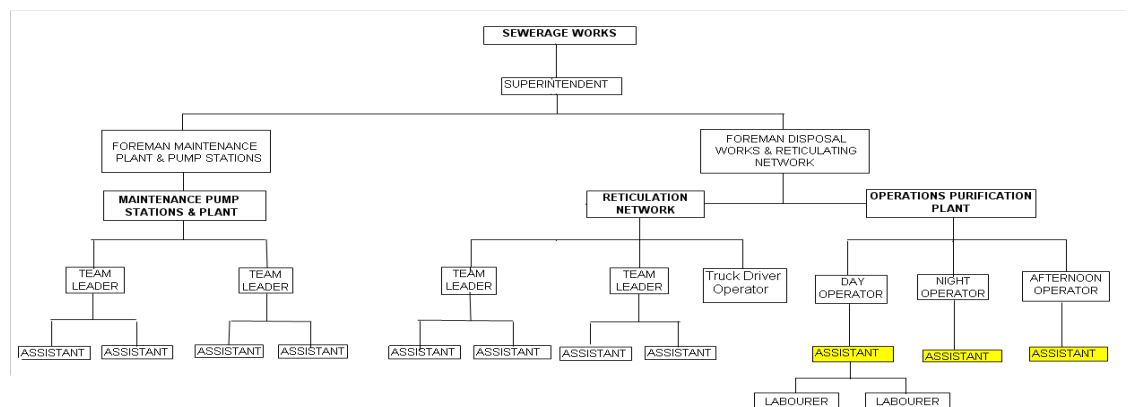 SEWERAGE WORKS
SUPERINTENDENT
FOREMAN MAINTENANCE
PLANT & PUMP STATIONS
FOREMAN DISPOSAL
WORKS & RETICULATING
NETWORK
MAINTENANCE PUMP
STATIONS & PLANT
RETICULATION
NETWORK
OPERATIONS PURIFICATION
PLANT
TEAM
LEADER
TEAM
LEADER
TEAM
LEADER
TEAM
LEADER
Truck Driver
Operator
DAY
OPERATOR
NIGHT
OPERATOR
AFTERNOON
OPERATOR
ASSISTANT
ASSISTANT
ASSISTANT
ASSISTANT
ASSISTANT
ASSISTANT
ASSISTANT
ASSISTANT
ASSISTANT
ASSISTANT
ASSISTANT
LABOURER
LABOURER